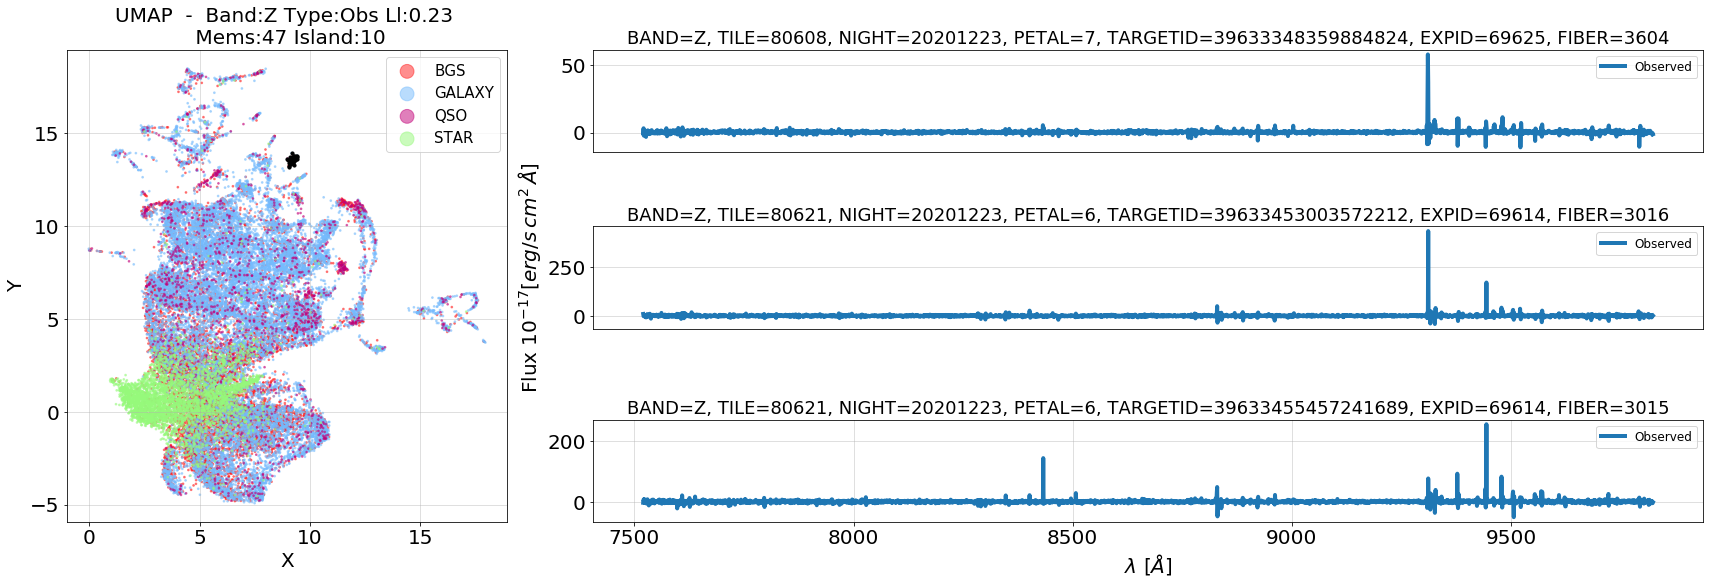 UMAP  -  Band:Z Type:Obs Ll:0.23
Mems:47 Island:10
BGS
GALAXY
QSO
STAR
15
10
5
0
−5
Y
0
5
10
15
X
Flux 10⁻¹⁷[erg/s cm² Å]
BAND=Z, TILE=80608, NIGHT=20201223, PETAL=7, TARGETID=39633348359884824, EXPID=69625, FIBER=3604
Observed
50
0
BAND=Z, TILE=80621, NIGHT=20201223, PETAL=6, TARGETID=39633453003572212, EXPID=69614, FIBER=3016
Observed
250
0
BAND=Z, TILE=80621, NIGHT=20201223, PETAL=6, TARGETID=39633455457241689, EXPID=69614, FIBER=3015
Observed
200
0
7500
8000
8500
9000
9500
λ [Å]